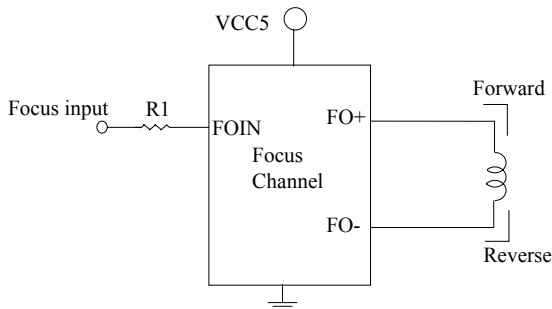 VCC5
Forward
Focus input
R1
FOIN
FO+
Focus
Channel
FO-
Reverse